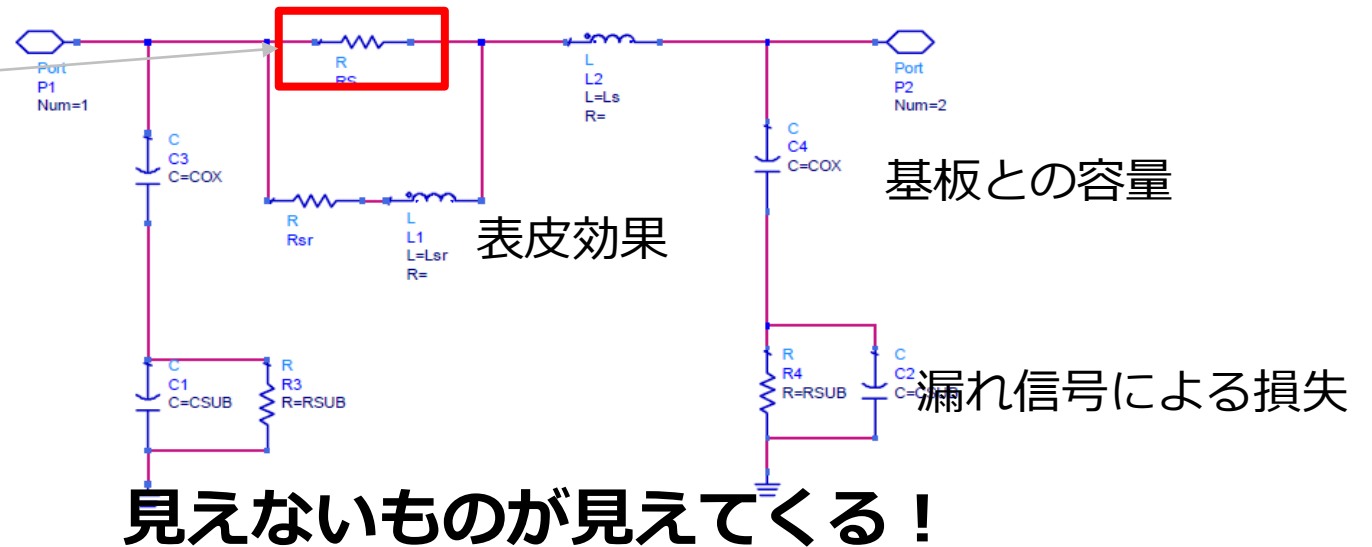 Port
P1
Num=1
R
RS
L
L2
L=Ls
R=
Port
P2
Num=2
C
C3
C=COX
C
C4
C=COX
基板との容量
R
Rsr
L
L1
L=Lsr
R=
表皮効果
C
C1
C=CSUB
R
R3
R=RSUB
R
R4
R=RSUB
C
C2
C=CSUB
漏れ信号による損失
見えないものが見えてくる！